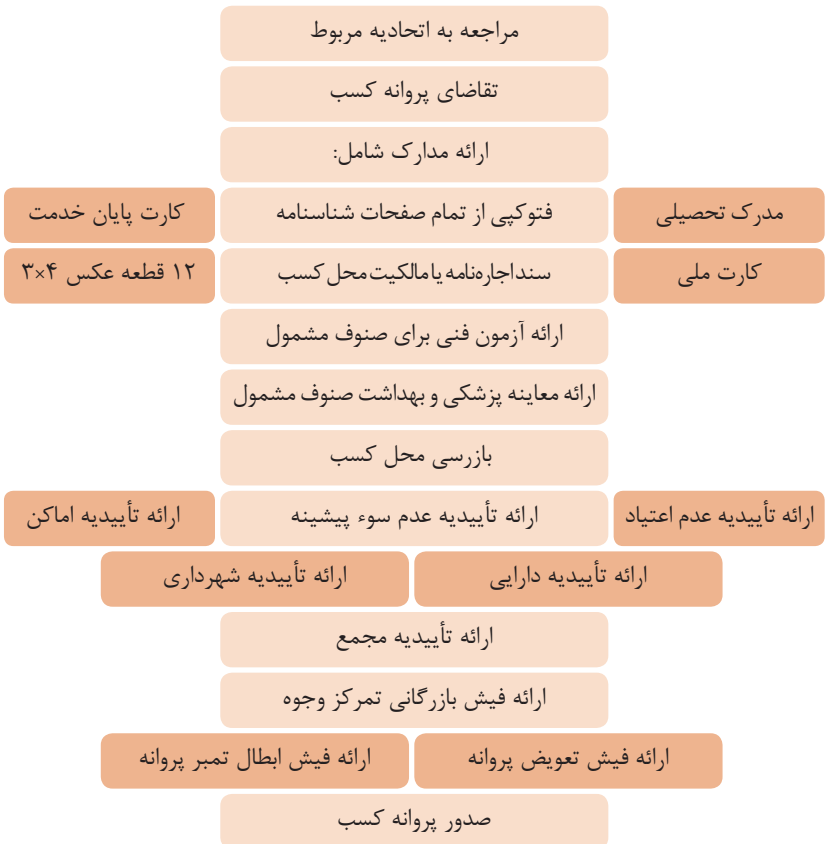 مراجعه به اتحادیه مربوط
تقاضای پروانه کسب
ارائه مدارک شامل:
مدرک تحصیلی
فتوکپی از تمام صفحات شناسنامه
کارت پایان خدمت
کارت ملی
سند اجاره‌نامه یا مالکیت محل کسب
۱۲ قطعه عکس ۴×۳
ارائه آزمون فنی برای صنوف مشمول
ارائه معاینه پزشکی و بهداشت صنوف مشمول
بازرسی محل کسب
ارائه تأییدیه عدم اعتیاد
ارائه تأییدیه عدم سوء پیشینه
ارائه تأییدیه اماکن
ارائه تأییدیه دارایی
ارائه تأییدیه شهرداری
ارائه تأییدیه مجمع
ارائه فیش بازرگانی تمرکز وجوه
ارائه فیش تعویض پروانه
ارائه فیش ابطال تمبر پروانه
صدور پروانه کسب